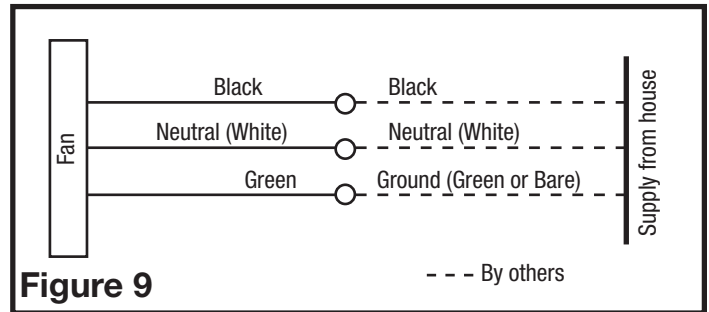 Black Black
Neutral (White) Neutral (White)
Fan
Green Ground (Green or Bare)
Supply from house
- - - By others
Figure 9